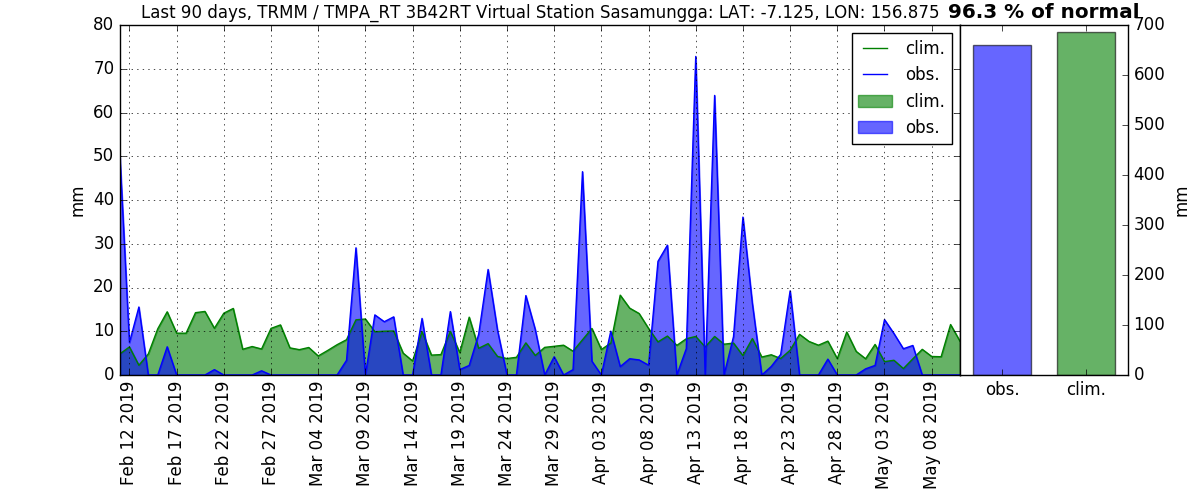 Last 90 days, TRMM / TMPA_RT 3B42RT Virtual Station Sasamungga: LAT: -7.125, LON: 156.875 96.3 % of normal
80
70
60
50
40
30
20
10
0
mm
clim.
obs.
clim.
obs.
Feb 12 2019
Feb 17 2019
Feb 22 2019
Feb 27 2019
Mar 04 2019
Mar 09 2019
Mar 14 2019
Mar 19 2019
Mar 24 2019
Mar 29 2019
Apr 03 2019
Apr 08 2019
Apr 13 2019
Apr 18 2019
Apr 23 2019
Apr 28 2019
May 03 2019
May 08 2019
700
600
500
400
300
200
100
0
mm
obs. clim.